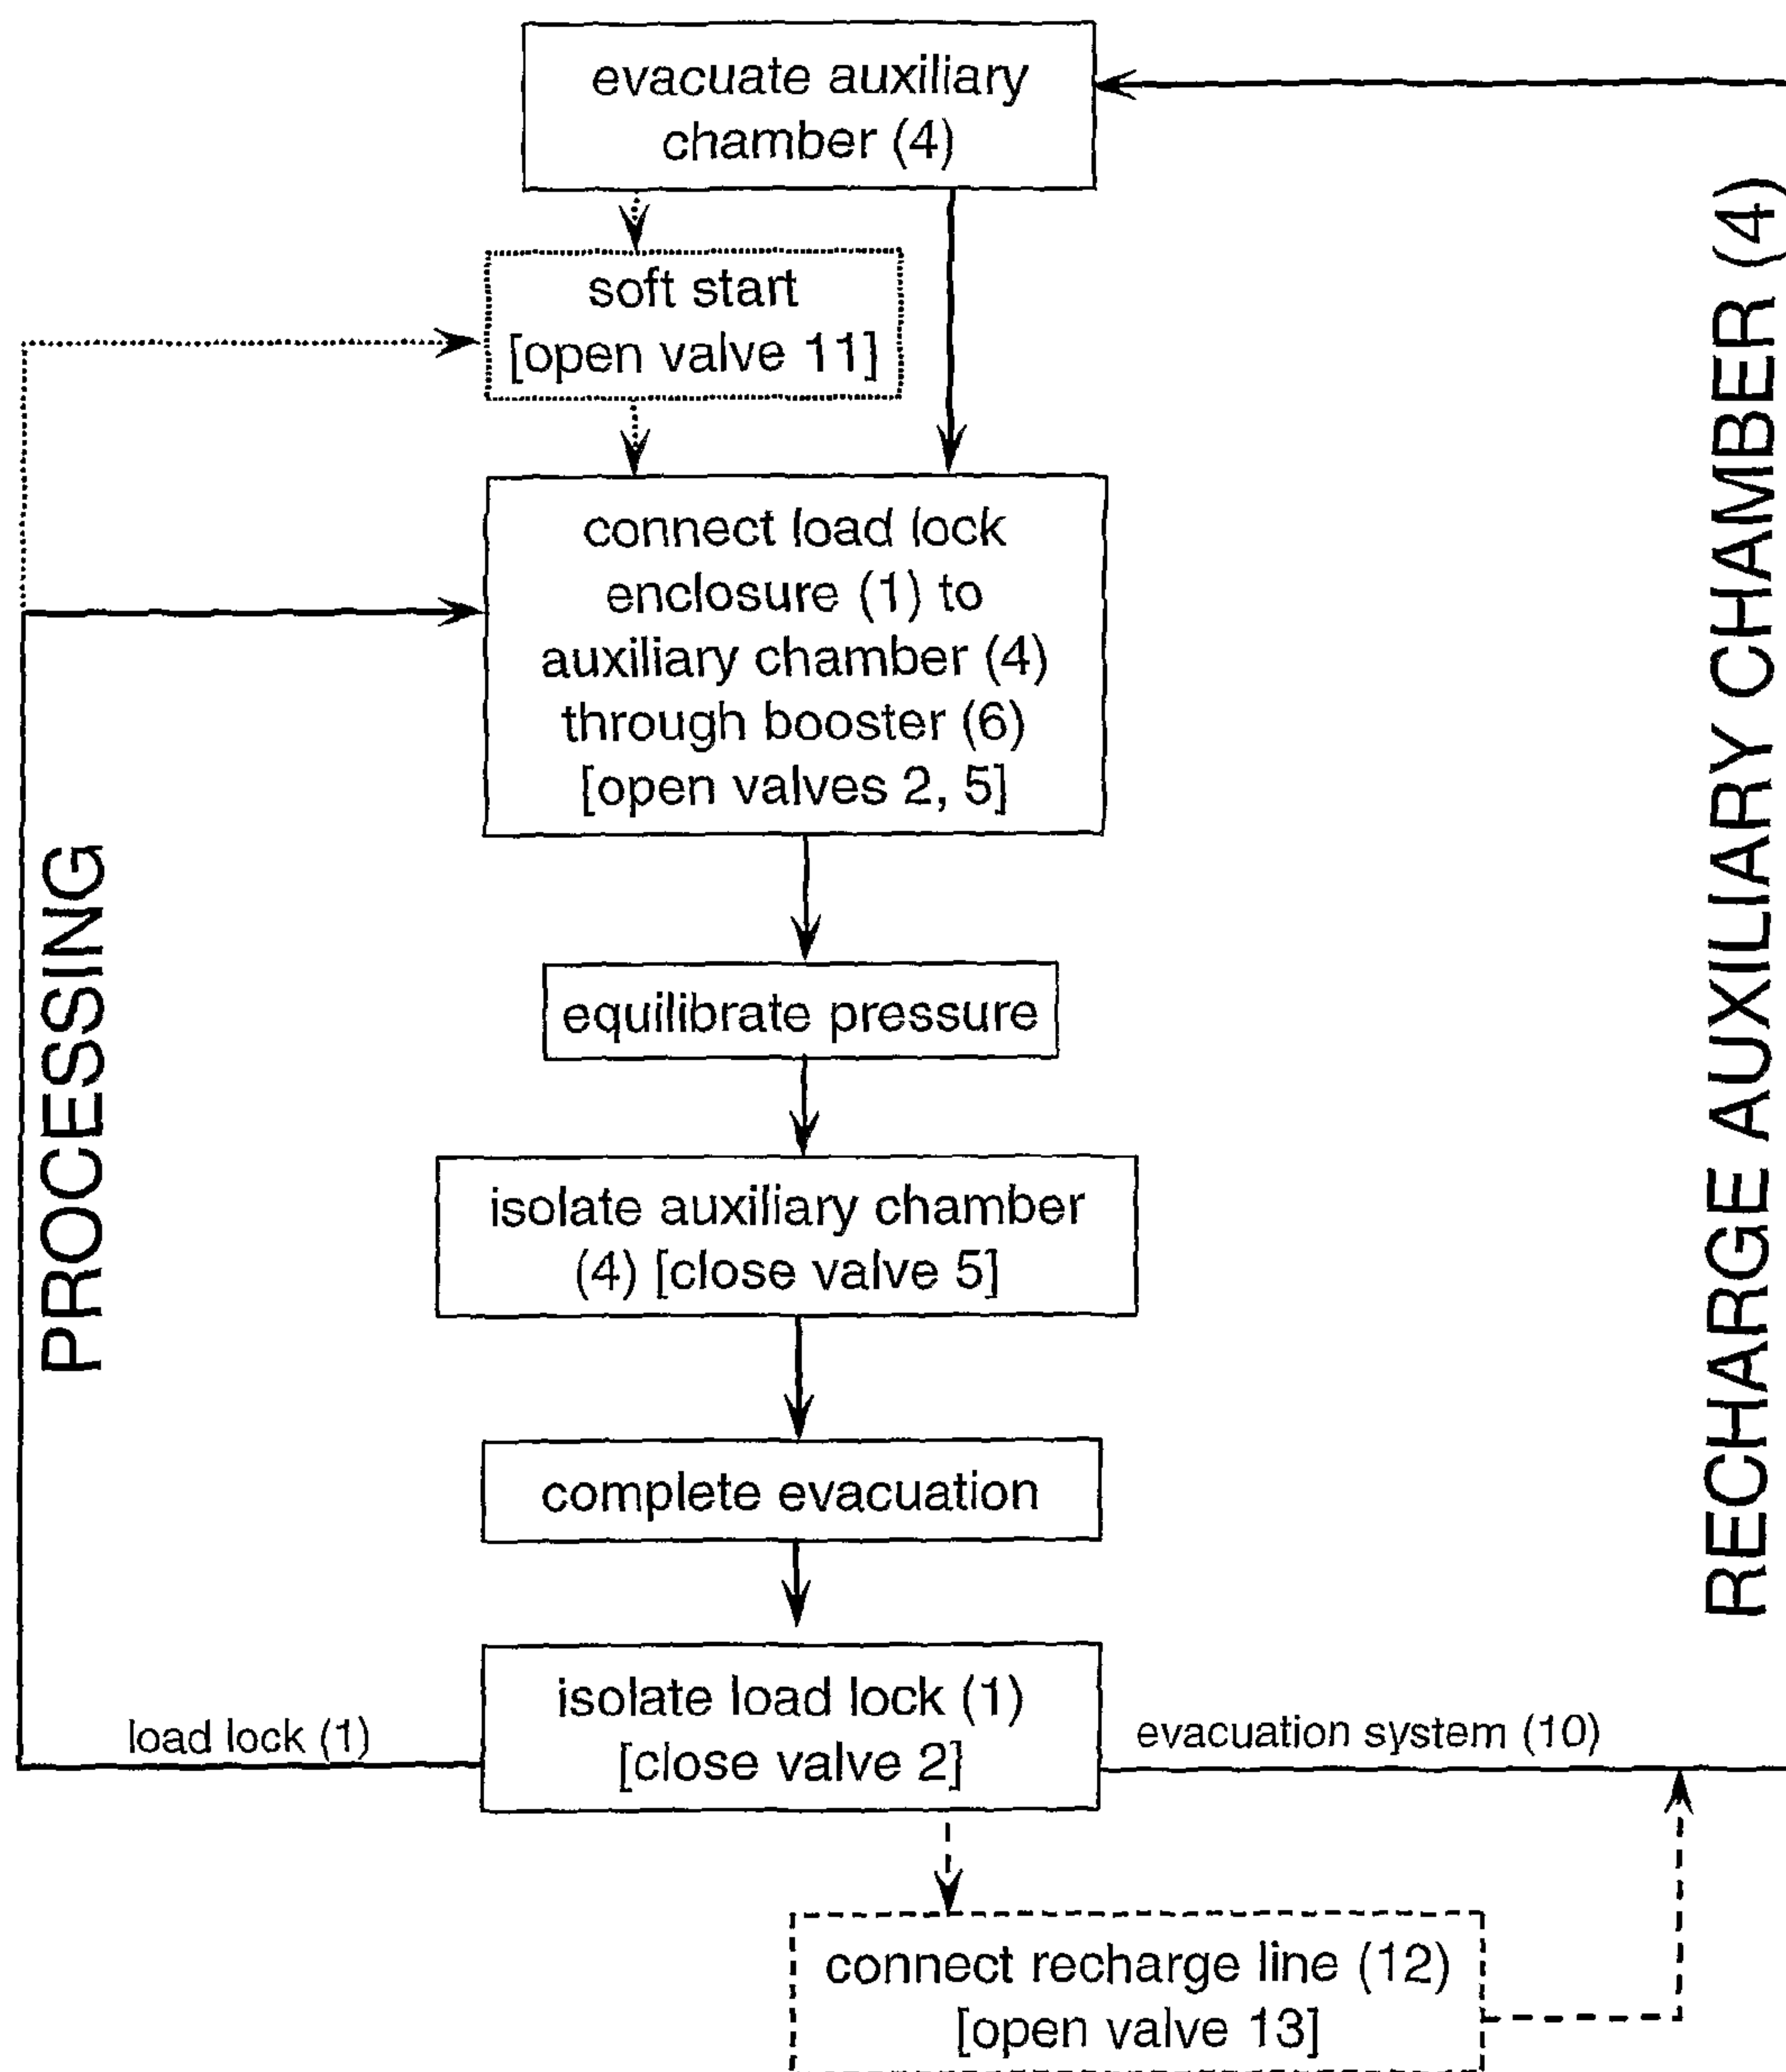 evacuate auxiliary
chamber (4)
soft start
[open valve 11]
connect load lock
enclosure (1) to
auxiliary chamber (4)
through booster (6)
[open valves 2, 5]
equilibrate pressure
isolate auxiliary chamber
(4) [close valve 5]
complete evacuation
isolate load lock (1)
[close valve 2]
load lock (1)
evacuation system (10)
connect recharge line (12)
[open valve 13]
PROCESSING
RECHARGE AUXILIARY CHAMBER (4)